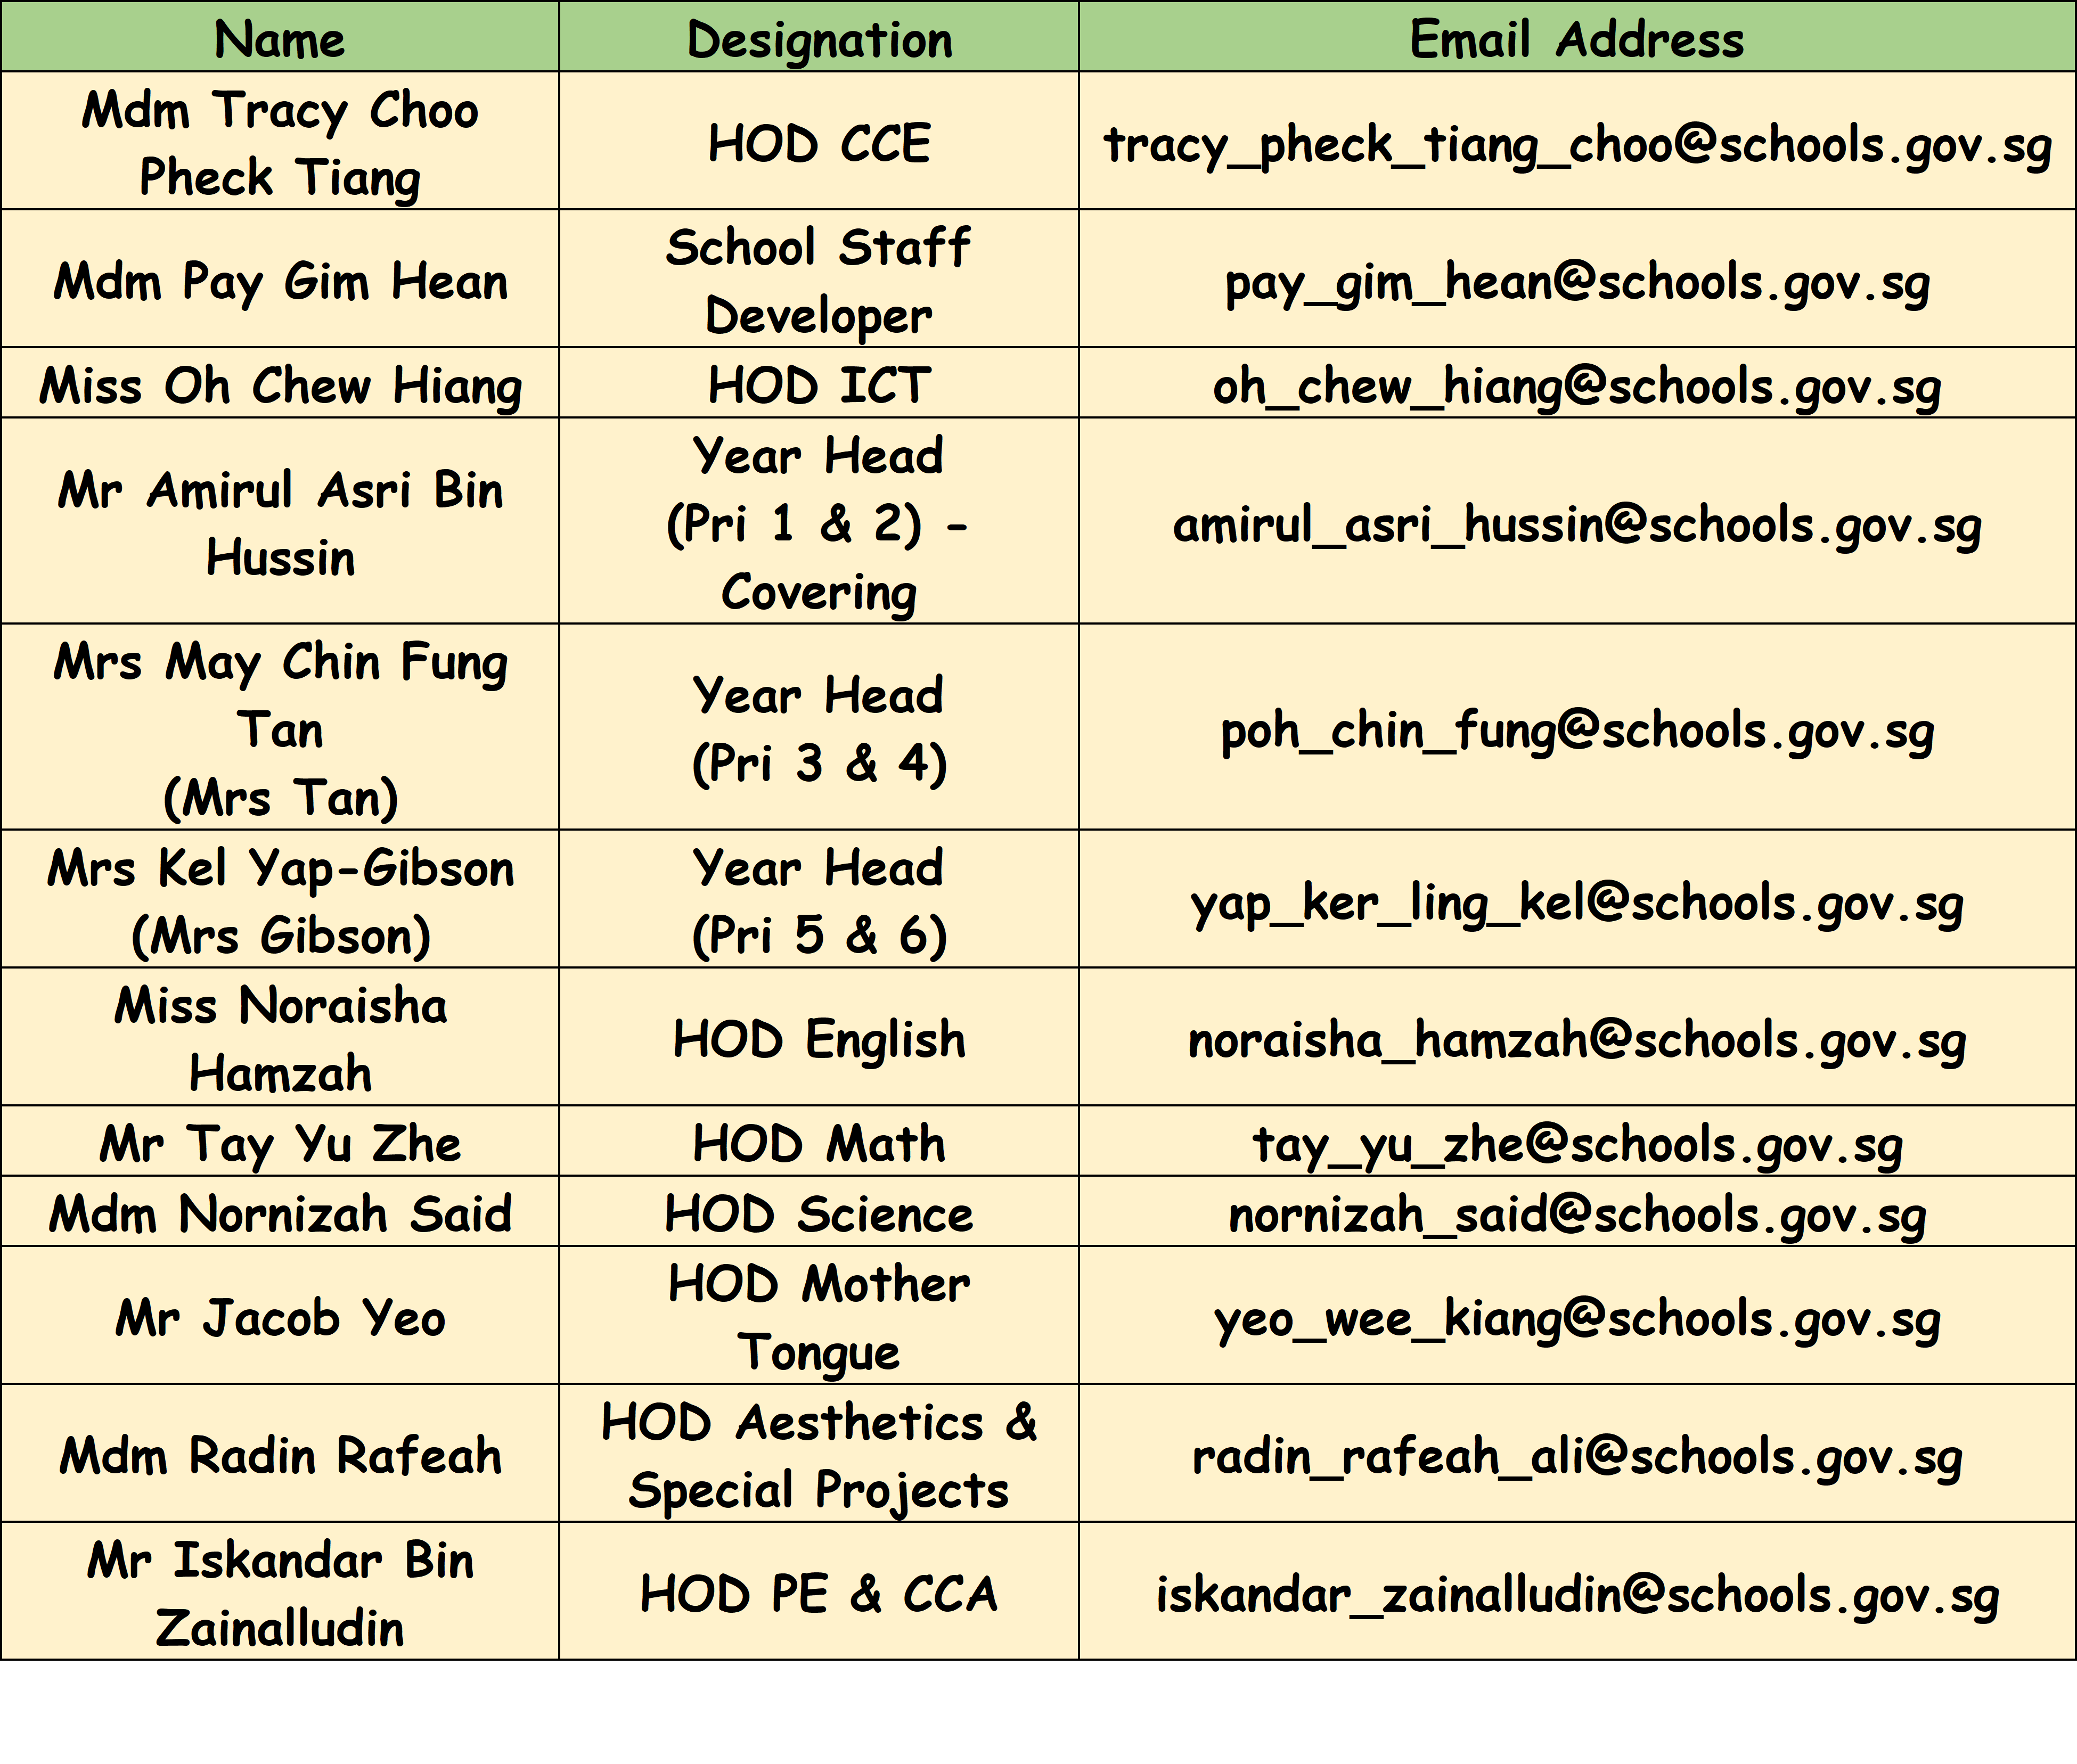 Name Designation Email Address
Mdm Tracy Choo
Pheck Tiang
HOD CCE
tracy_pheck_tiang_choo@schools.gov.sg
Mdm Pay Gim Hean
School Staff
Developer
pay_gim_hean@schools.gov.sg
Miss Oh Chew Hiang
HOD ICT
oh_chew_hiang@schools.gov.sg
Mr Amirul Asri Bin
Hussin
Year Head
(Pri 1 & 2) -
Covering
amirul_asri_hussin@schools.gov.sg
Mrs May Chin Fung
Tan
(Mrs Tan)
Year Head
(Pri 3 & 4)
poh_chin_fung@schools.gov.sg
Mrs Kel Yap-Gibson
(Mrs Gibson)
Year Head
(Pri 5 & 6)
yap_ker_ling_kel@schools.gov.sg
Miss Noraisha
Hamzah
HOD English
noraisha_hamzah@schools.gov.sg
Mr Tay Yu Zhe
HOD Math
tay_yu_zhe@schools.gov.sg
Mdm Nornizah Said
HOD Science
nornizah_said@schools.gov.sg
Mr Jacob Yeo
HOD Mother
Tongue
yeo_wee_kiang@schools.gov.sg
Mdm Radin Rafeah
HOD Aesthetics &
Special Projects
radin_rafeah_ali@schools.gov.sg
Mr Iskandar Bin
Zainalludin
HOD PE & CCA
iskandar_zainalludin@schools.gov.sg